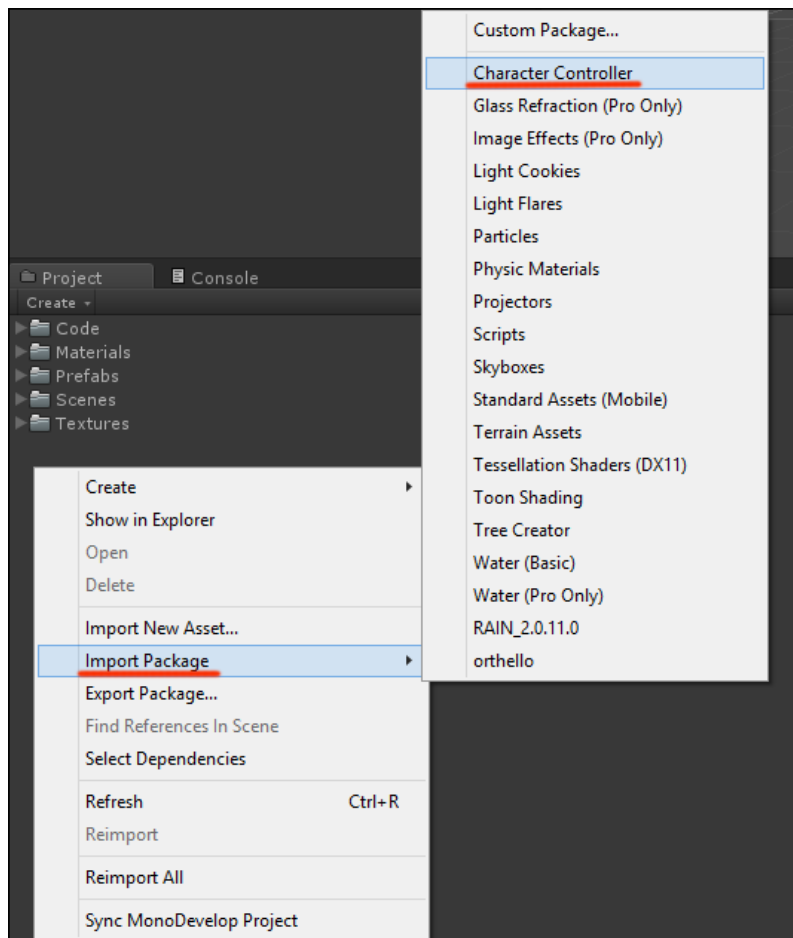 Project
Console
Create
Code
Materials
Prefabs
Scenes
Textures
Create
Show in Explorer
Open
Delete
Import New Asset...
Import Package
Export Package...
Find References In Scene
Select Dependencies
Refresh Ctrl+R
Reimport
Reimport All
Sync MonoDevelop Project
Custom Package...
Character Controller
Glass Refraction (Pro Only)
Image Effects (Pro Only)
Light Cookies
Light Flares
Particles
Physic Materials
Projectors
Scripts
Skyboxes
Standard Assets (Mobile)
Terrain Assets
Tessellation Shaders (DX11)
Toon Shading
Tree Creator
Water (Basic)
Water (Pro Only)
RAIN_2.0.11.0
orthello